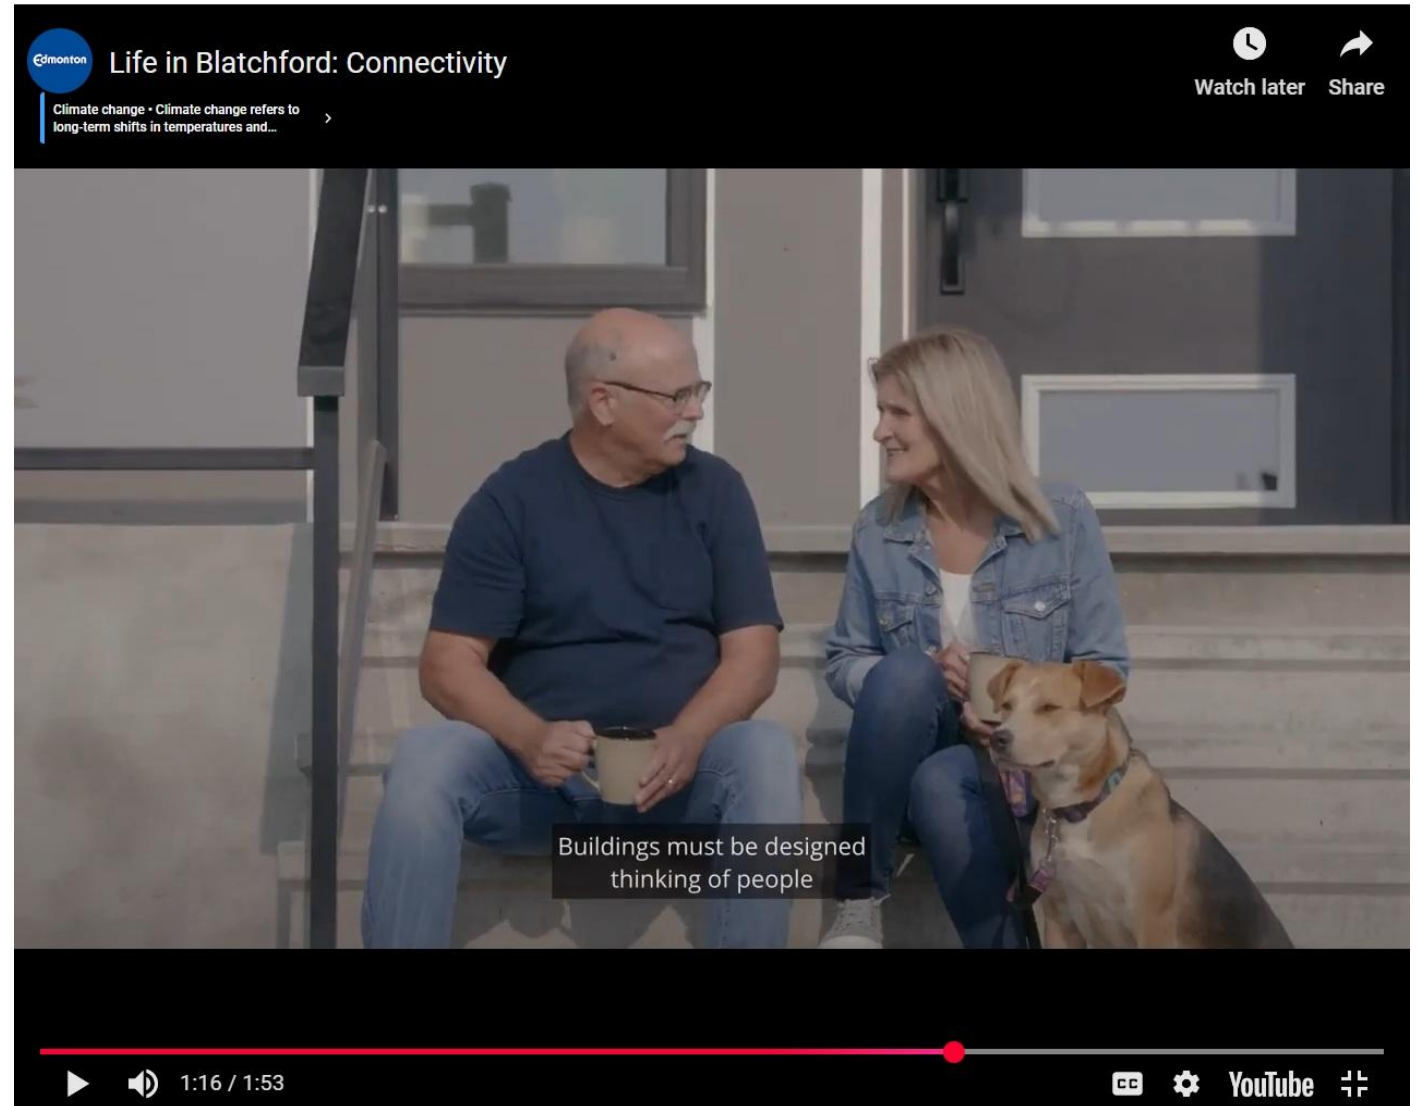 Edmonton
Life in Blatchford: Connectivity
Watch later
Share
Climate change • Climate change refers to
long-term shifts in temperatures and...
Buildings must be designed
thinking of people
1:16 / 1:53
CC
YouTube